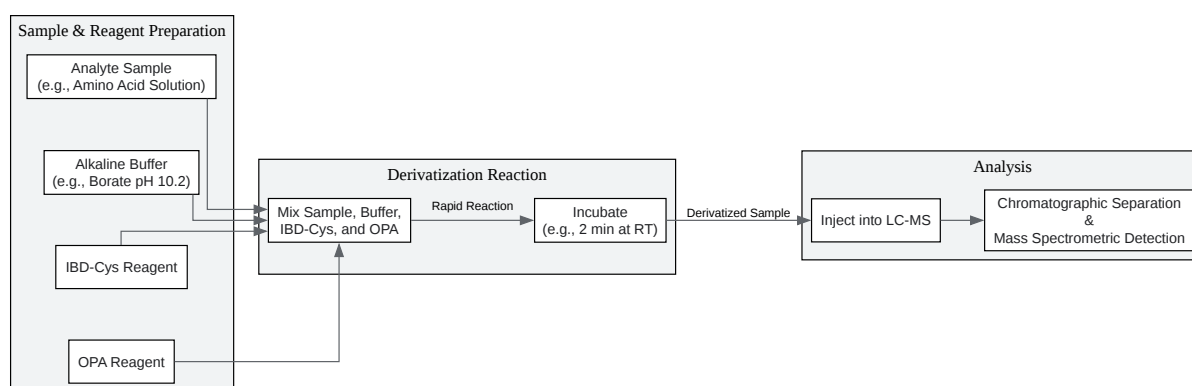 Sample & Reagent Preparation
Analyte Sample
(e.g., Amino Acid Solution)
Alkaline Buffer
(e.g., Borate pH 10.2)
IBD-Cys Reagent
OPA Reagent
Derivatization Reaction
Mix Sample, Buffer,
IBD-Cys, and OPA
Rapid Reaction
Incubate
(e.g., 2 min at RT)
Derivatized Sample
Analysis
Inject into LC-MS
Chromatographic Separation
&
Mass Spectrometric Detection